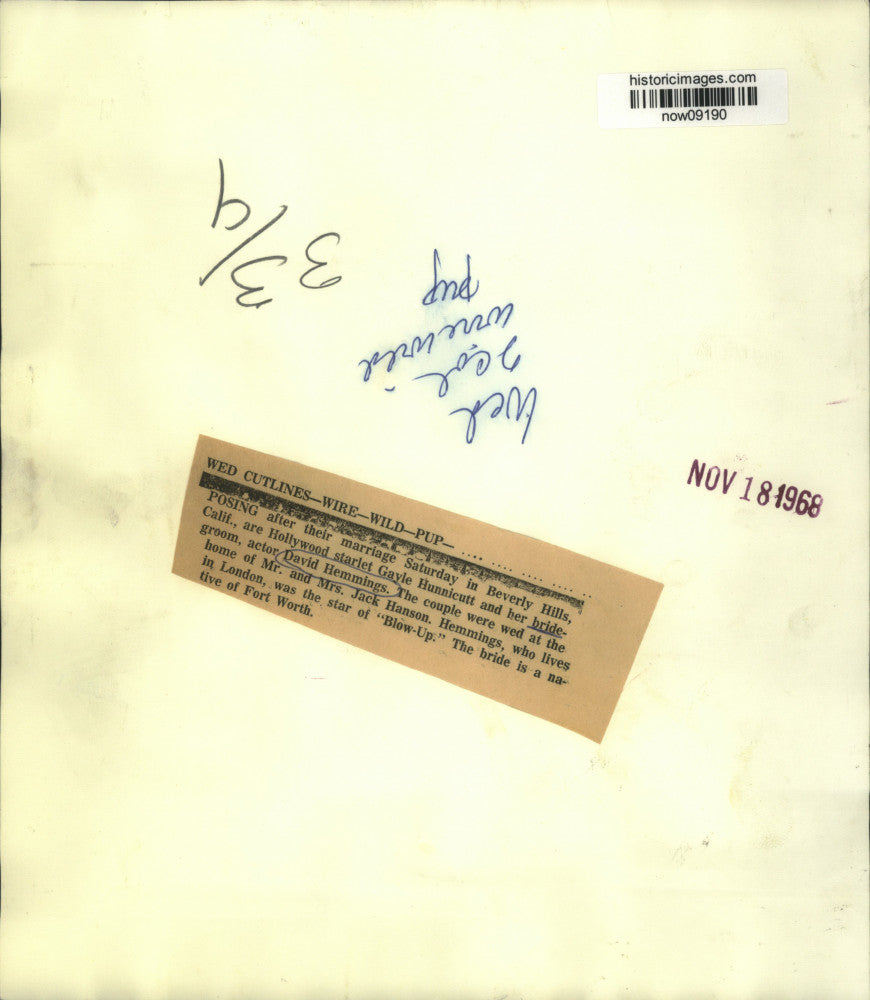 historicimages.com
now09190
3
3/4
Wed
2 col
wire wild
pup
NOV 18 1968
WED CUTLINES—WIRE—WILD—PUP— .... .... .... .... ..
POSING after their marriage Saturday in Beverly Hills,
Calif., are Hollywood starlet Gayle Hunnicutt and her bride-
groom, actor David Hemmings. The couple were wed at the
home of Mr. and Mrs. Jack Hanson. Hemmings, who lives
in London, was the star of "Blow-Up." The bride is a na-
tive of Fort Worth.